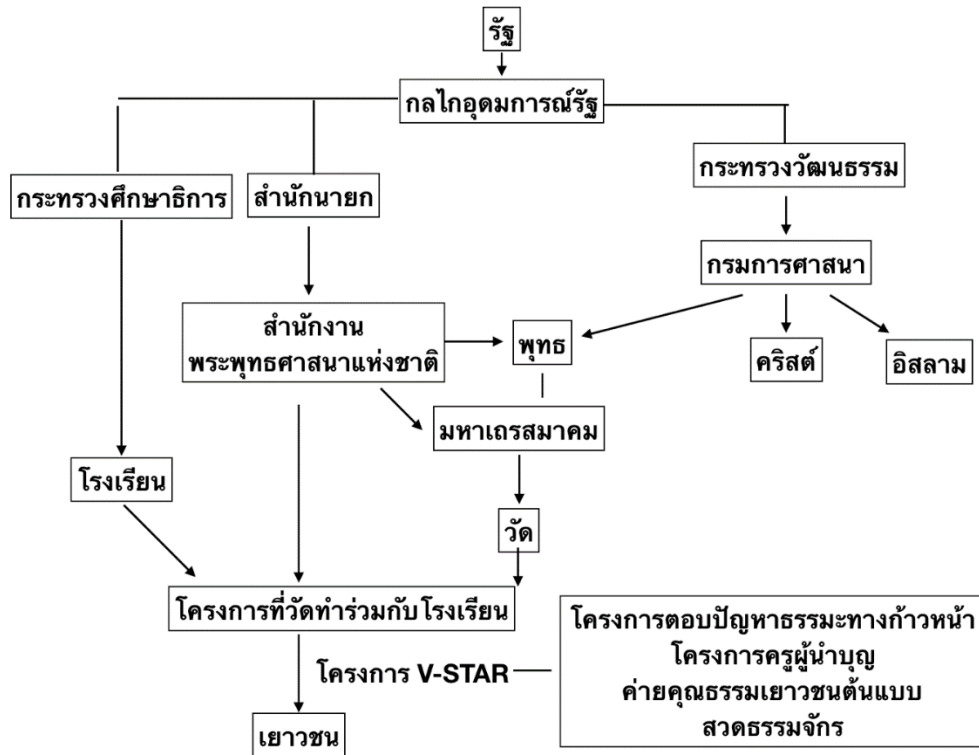 รัฐ
กลไกอุดมการณ์รัฐ
กระทรวงศึกษาธิการ
สำนักนายก
กระทรวงวัฒนธรรม
กรมการศาสนา
สำนักงาน
พระพุทธศาสนาแห่งชาติ
พุทธ
คริสต์
อิสลาม
มหาเถรสมาคม
โรงเรียน
วัด
โครงการที่วัดทำร่วมกับโรงเรียน
โครงการ V-STAR
โครงการตอบปัญหาธรรมะทางก้าวหน้า
โครงการครูผู้นำบุญ
ค่ายคุณธรรมเยาวชนต้นแบบ
สวดธรรมจักร
เยาวชน